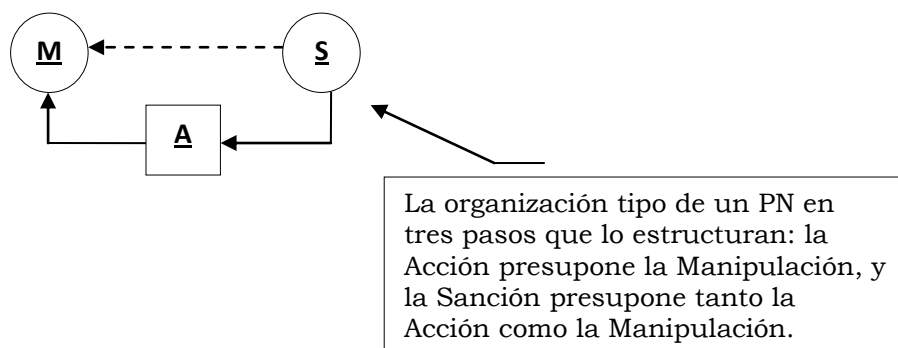 M
S
A
La organización tipo de un PN en
tres pasos que lo estructuran: la
Acción presupone la Manipulación, y
la Sanción presupone tanto la
Acción como la Manipulación.